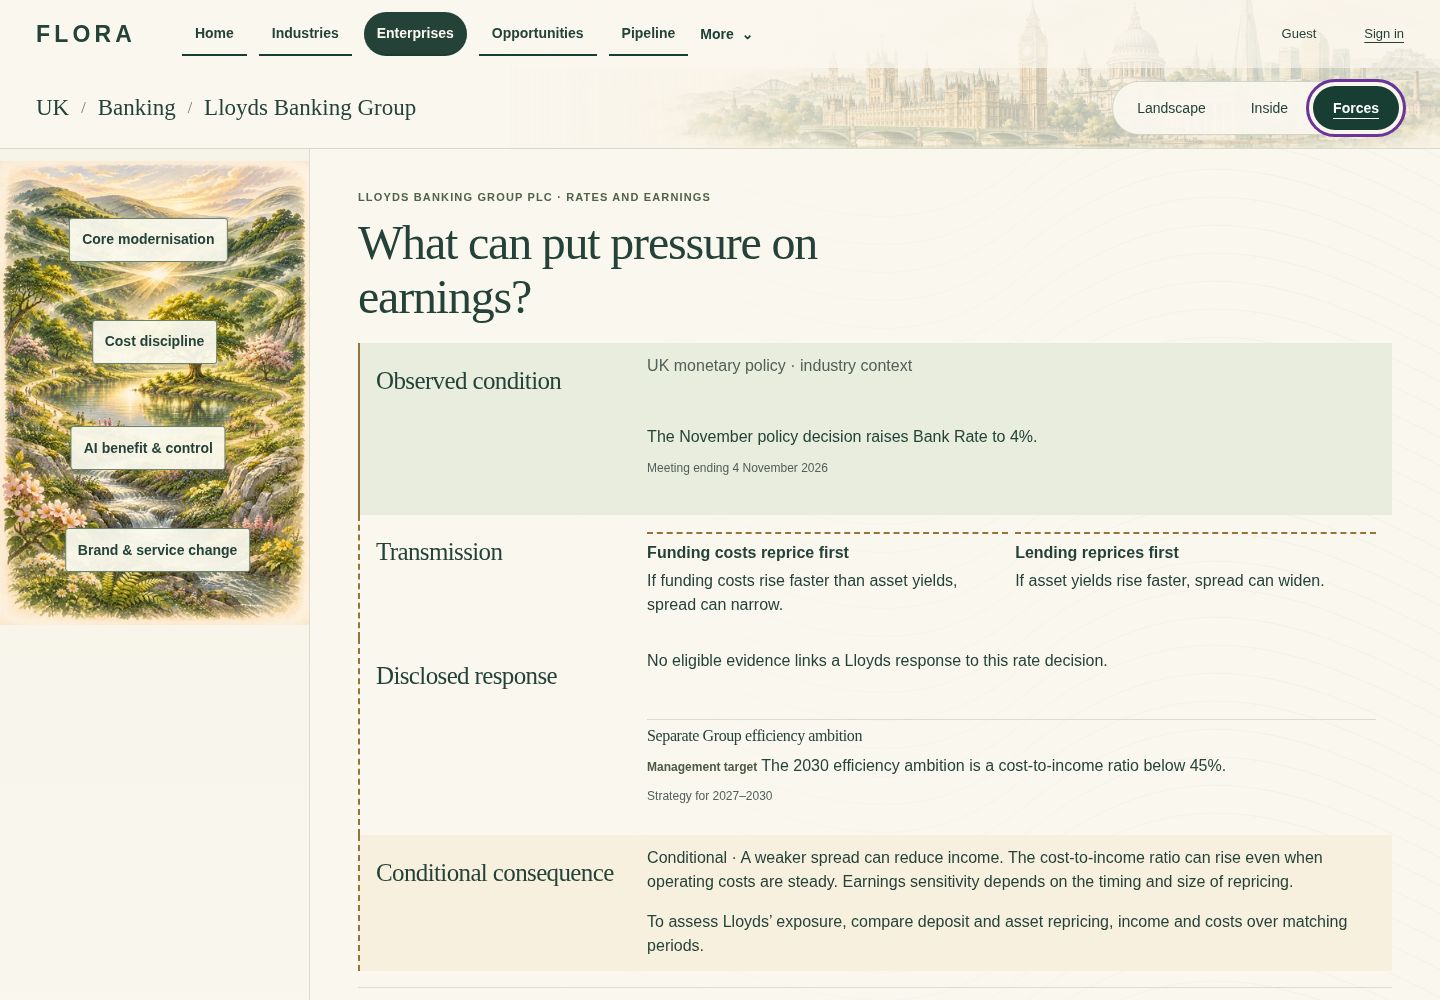 FLORA
Home
Industries
Enterprises
Opportunities
Pipeline
More
Guest
Sign in
UK / Banking / Lloyds Banking Group
Landscape
Inside
Forces
Core modernisation
Cost discipline
AI benefit & control
Brand & service change
LLOYDS BANKING GROUP PLC · RATES AND EARNINGS
What can put pressure on
earnings?
Observed condition
UK monetary policy · industry context
The November policy decision raises Bank Rate to 4%.
Meeting ending 4 November 2026
Transmission
Funding costs reprice first
If funding costs rise faster than asset yields,
spread can narrow.
Lending reprices first
If asset yields rise faster, spread can widen.
Disclosed response
No eligible evidence links a Lloyds response to this rate decision.
Separate Group efficiency ambition
Management target The 2030 efficiency ambition is a cost-to-income ratio below 45%.
Strategy for 2027–2030
Conditional consequence
Conditional · A weaker spread can reduce income. The cost-to-income ratio can rise even when
operating costs are steady. Earnings sensitivity depends on the timing and size of repricing.
To assess Lloyds’ exposure, compare deposit and asset repricing, income and costs over matching
periods.